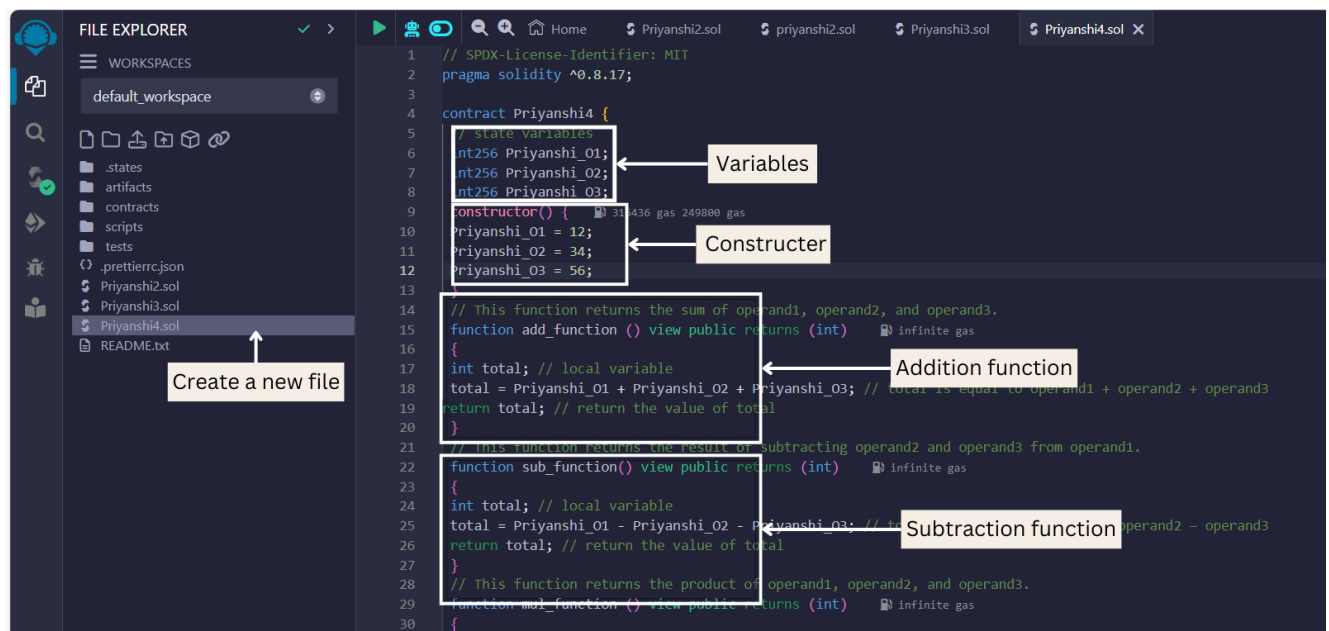 FILE EXPLORER
WORKSPACES
default_workspace
.states
artifacts
contracts
scripts
tests
.prettierrc.json
Priyanshi2.sol
Priyanshi3.sol
Priyanshi4.sol
README.txt
Create a new file
Home
Priyanshi2.sol
priyanshi2.sol
Priyanshi3.sol
Priyanshi4.sol
1 // SPDX-License-Identifier: MIT
2 pragma solidity ^0.8.17;
3
4 contract Priyanshi4 {
5 // state variables
6 int256 Priyanshi_O1;
7 int256 Priyanshi_O2;
8 int256 Priyanshi_O3;
Variables
9 constructor() { 316436 gas 249800 gas
10 Priyanshi_O1 = 12;
11 Priyanshi_O2 = 34;
12 Priyanshi_O3 = 56;
Constructer
13 }
14 // This function returns the sum of operand1, operand2, and operand3.
15 function add_function () view public returns (int) infinite gas
16 {
17 int total; // local variable
18 total = Priyanshi_O1 + Priyanshi_O2 + Priyanshi_O3; // total is equal to operand1 + operand2 + operand3
19 return total; // return the value of total
20 }
Addition function
21 // This function returns the result of subtracting operand2 and operand3 from operand1.
22 function sub_function() view public returns (int) infinite gas
23 {
24 int total; // local variable
25 total = Priyanshi_O1 - Priyanshi_O2 - Priyanshi_O3; // operand2 – operand3
26 return total; // return the value of total
27 }
Subtraction function
28 // This function returns the product of operand1, operand2, and operand3.
29 function mul_function () view public returns (int) infinite gas
30 {